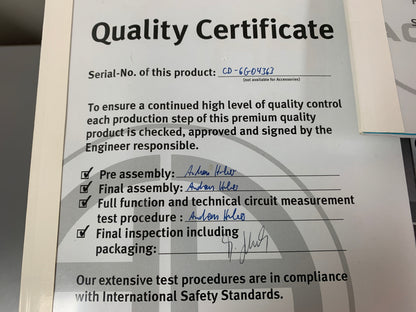 Quality Certificate
Serial-No. of this product: CD-6G04363
(not available for Accessories)
To ensure a continued high level of quality control
each production step of this premium quality
product is checked, approved and signed by the
Engineer responsible.
Pre assembly:
Final assembly:
Full function and technical circuit measurement
test procedure :
Final inspection including
packaging:
Our extensive test procedures are in compliance
with International Safety Standards.